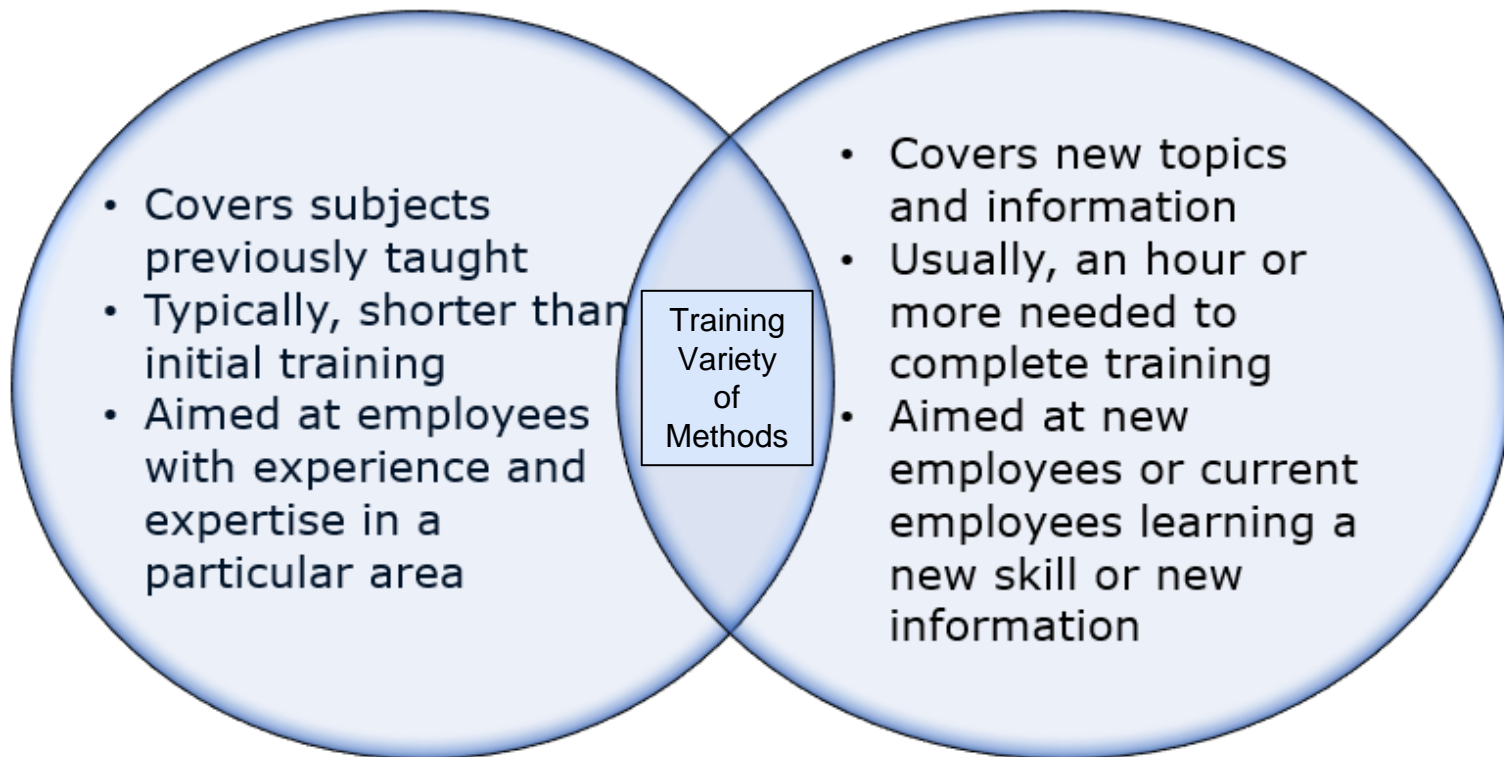 • Covers subjects
previously taught
• Typically, shorter than
initial training
• Aimed at employees
with experience and
expertise in a
particular area
Training
Variety
of
Methods
• Covers new topics
and information
• Usually, an hour or
more needed to
complete training
• Aimed at new
employees or current
employees learning a
new skill or new
information